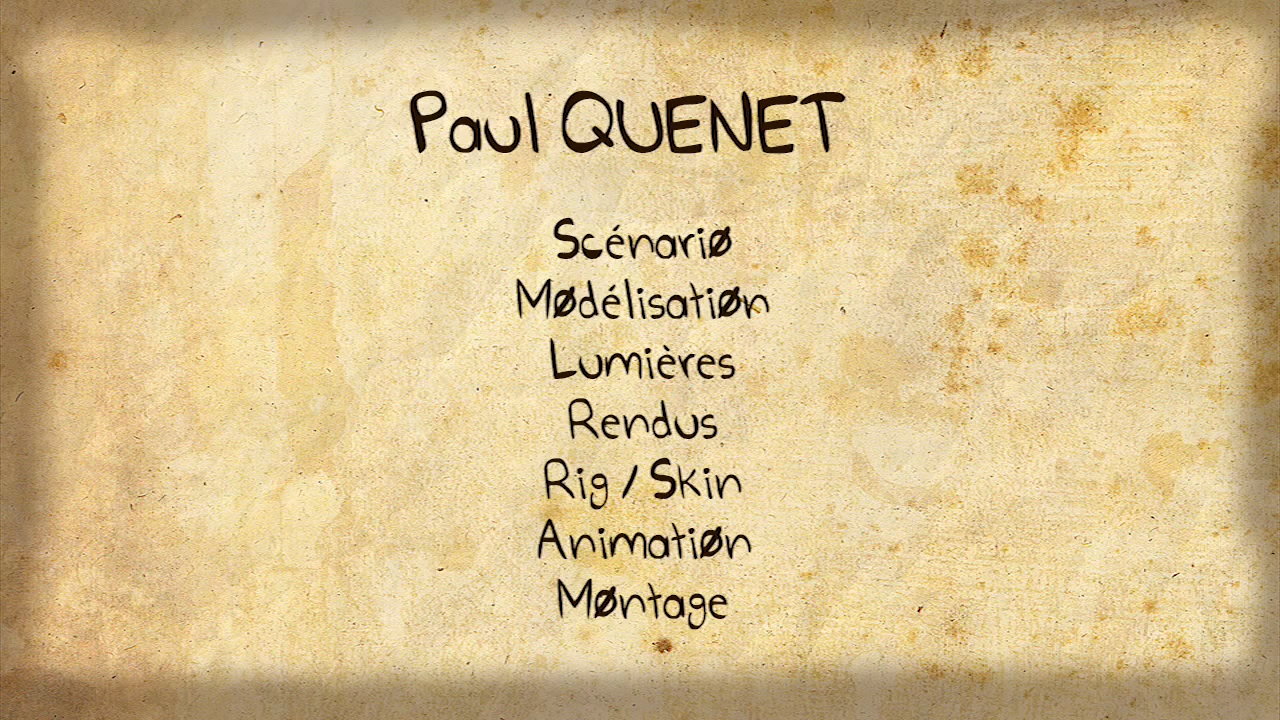 Paul QUENET
Scénariø
Mødélisatiøn
Lumières
Rendus
Rig / Skin
Animatiøn
Møntage